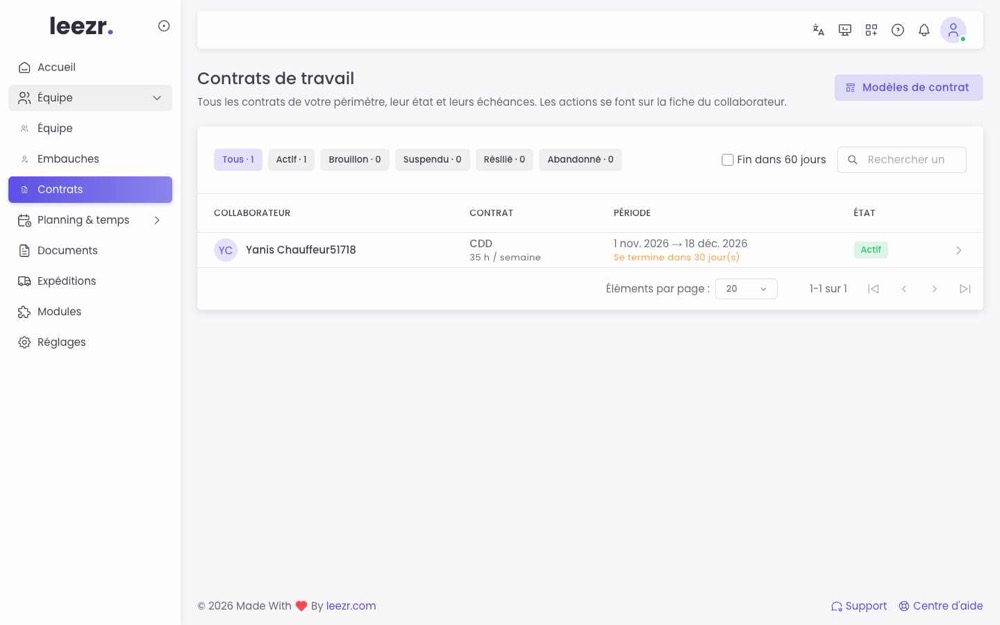 leezr.
Accueil
Équipe
Équipe
Embauches
Contrats
Planning & temps
Documents
Expéditions
Modules
Réglages
Contrats de travail
Tous les contrats de votre périmètre, leur état et leurs échéances. Les actions se font sur la fiche du collaborateur.
Modèles de contrat
Tous · 1 Actif · 1 Brouillon · 0 Suspendu · 0 Résilié · 0 Abandonné · 0 Fin dans 60 jours Rechercher un
COLLABORATEUR CONTRAT PÉRIODE ÉTAT
YC Yanis Chauffeur51718 CDD 1 nov. 2026 → 18 déc. 2026 Actif
35 h / semaine Se termine dans 30 jour(s)
Éléments par page : 20 1-1 sur 1
© 2026 Made With ❤ By leezr.com Support Centre d'aide